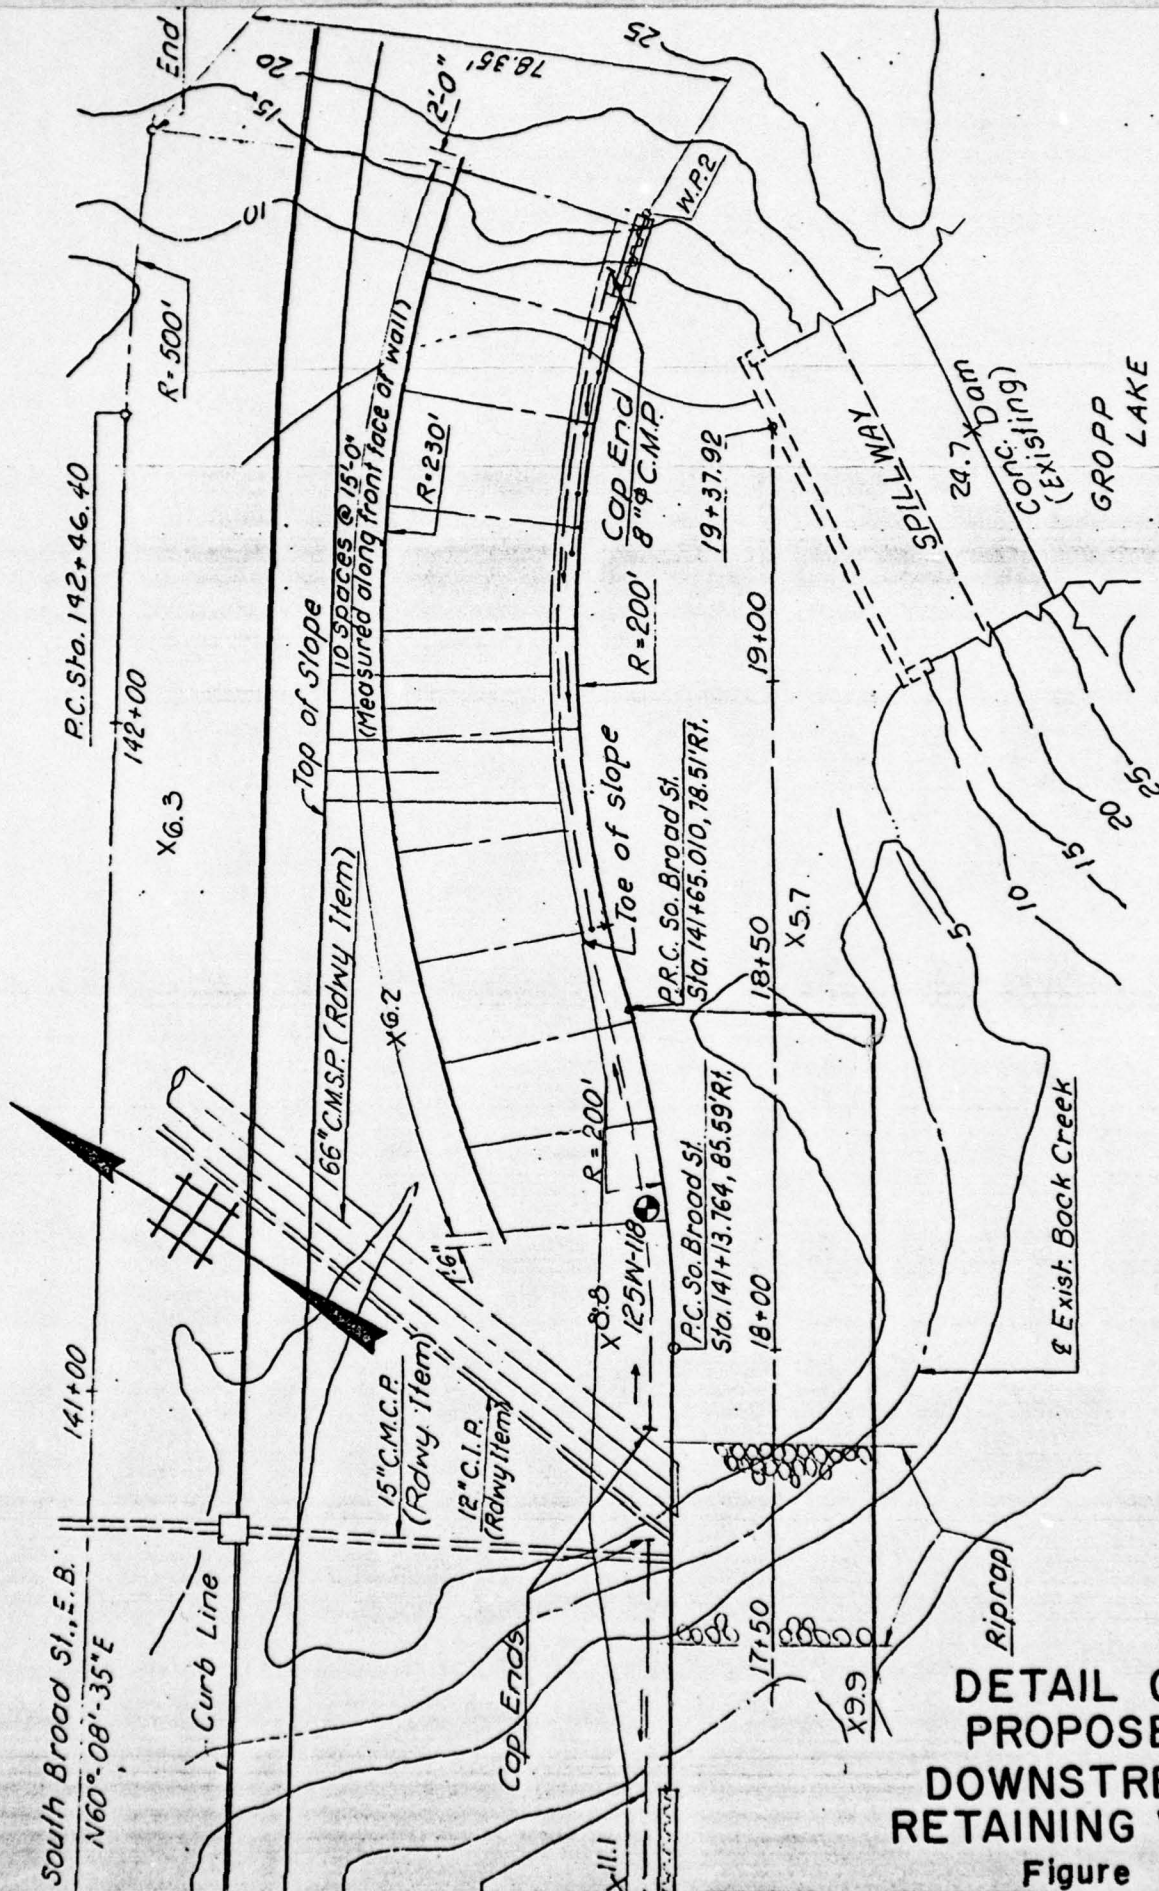 End
20
15
10
25
78.35'
2'-0"
W.P.2
R=500'
P.C. Sta. 142+46.40
142+00
X6.3
Top of Slope
10 Spaces @ 15'-0"
(Measured along front face of wall)
R=230'
Cap End
8"φ C.M.P.
R=200'
19+37.92
19+00
SPILLWAY
24.7 X Dam
Conc.
(Existing)
GROPP
LAKE
Toe of slope
P.R.C. So. Broad St.
Sta. 141+65.010, 78.51' Rt.
18+50
X5.7
5
10
15
20
25
166" C.M.S.P. (Rdwy Item)
X6.2
R=200'
X8.8
125W-118
P.C. So. Broad St.
Sta. 141+13.764, 85.59' Rt.
18+00
℄ Exist. Back Creek
141+00
15" C.M.C.P.
(Rdwy. Item)
12" C.I.P.
(Rdwy Item)
South Broad St., E.B.
N60°-08'-35"E
Curb Line
Cap Ends
17+50
X9.9
X11.1
Riprap
DETAIL
PROPOSE
DOWNSTRE
RETAINING
Figure